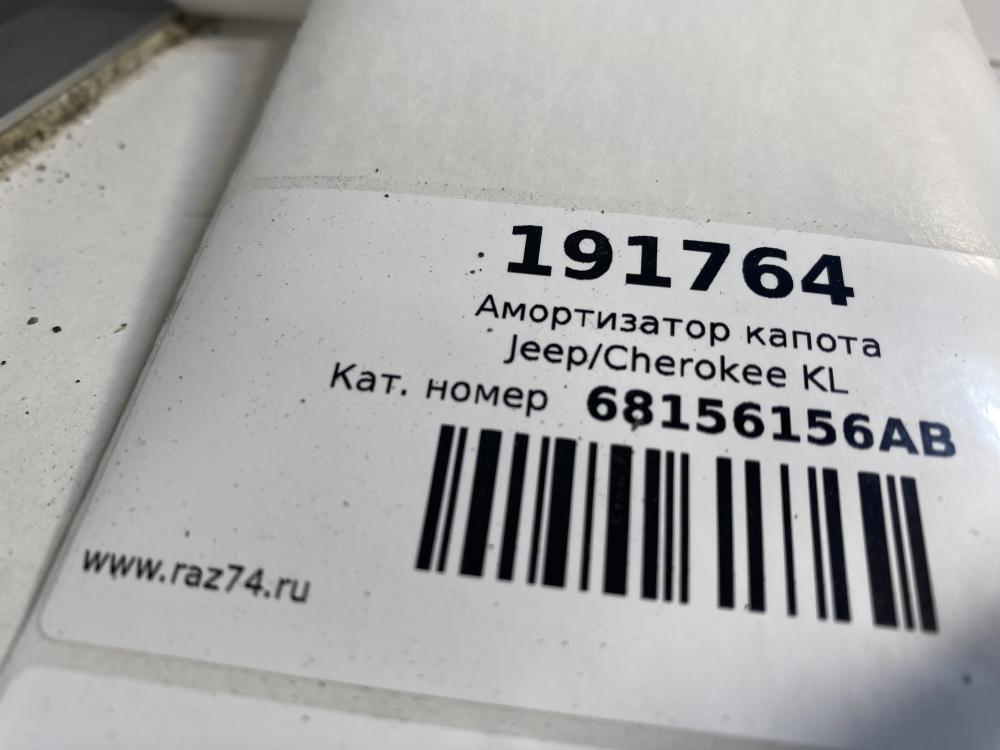 191764
Амортизатор капота
Jeep/Cherokee KL
Кат. номер 68156156AB
www.raz74.ru